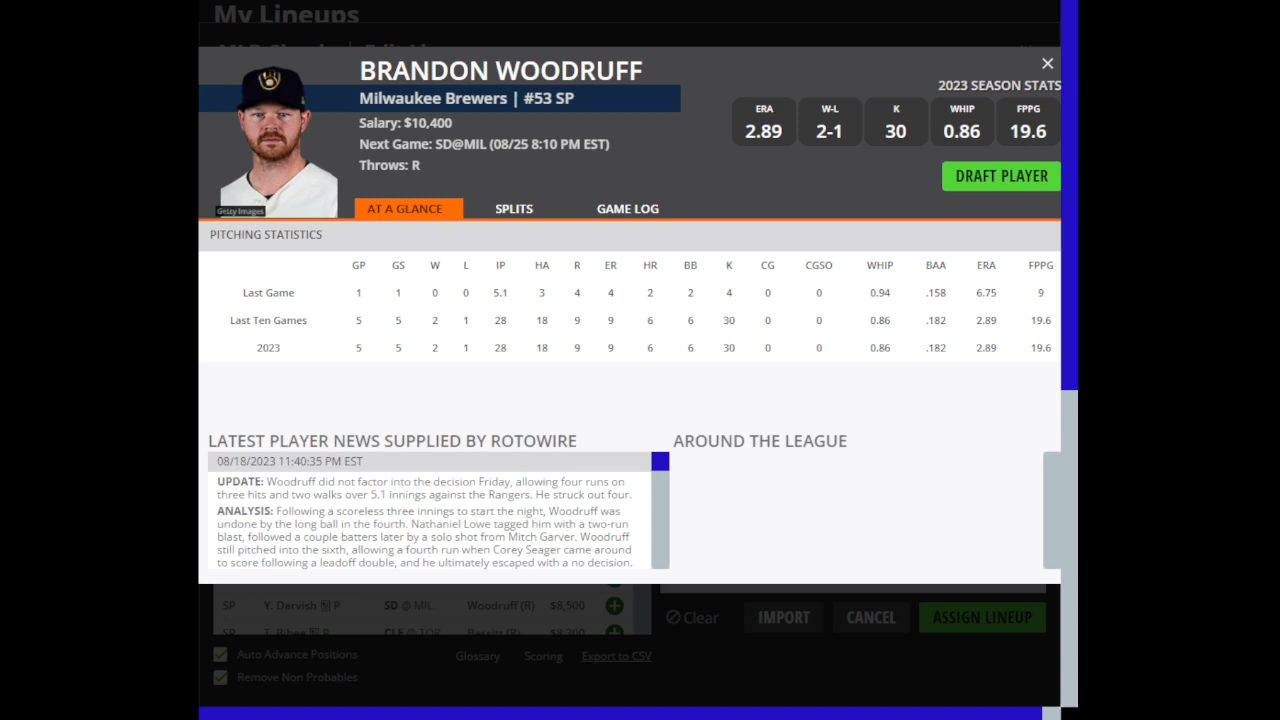 My Lineups
BRANDON WOODRUFF
Milwaukee Brewers | #53 SP
Salary: $10,400
Next Game: SD@MIL (08/25 8:10 PM EST)
Throws: R
2023 SEASON STATS
ERA W-L K WHIP FPPG
2.89 2-1 30 0.86 19.6
DRAFT PLAYER
Getty Images
AT A GLANCE SPLITS GAME LOG
PITCHING STATISTICS
GP GS W L IP HA R ER HR BB K CG CGSO WHIP BAA ERA FPPG
Last Game 1 1 0 0 5.1 3 4 4 2 2 4 0 0 0.94 .158 6.75 9
Last Ten Games 5 5 2 1 28 18 9 9 6 6 30 0 0 0.86 .182 2.89 19.6
2023 5 5 2 1 28 18 9 9 6 6 30 0 0 0.86 .182 2.89 19.6
LATEST PLAYER NEWS SUPPLIED BY ROTOWIRE
08/18/2023 11:40:35 PM EST
UPDATE: Woodruff did not factor into the decision Friday, allowing four runs on
three hits and two walks over 5.1 innings against the Rangers. He struck out four.
ANALYSIS: Following a scoreless three innings to start the night, Woodruff was
undone by the long ball in the fourth. Nathaniel Lowe tagged him with a two-run
blast, followed a couple batters later by a solo shot from Mitch Garver. Woodruff
still pitched into the sixth, allowing a fourth run when Corey Seager came around
to score following a leadoff double, and he ultimately escaped with a no decision.
AROUND THE LEAGUE
SP Y. Darvish P SD @ MIL Woodruff (R) $8,500
SP T. Bibee P CLE @ TOR Bassitt (R) $8,200
Clear IMPORT CANCEL ASSIGN LINEUP
Auto Advance Positions
Remove Non Probables
Glossary Scoring Export to CSV